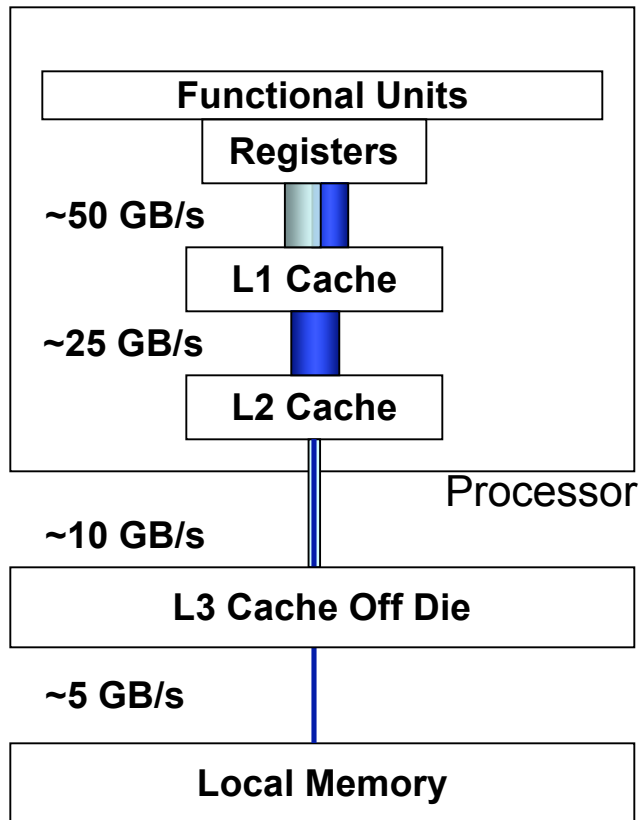 Functional Units
Registers
~50 GB/s
L1 Cache
~25 GB/s
L2 Cache
Processor
~10 GB/s
L3 Cache Off Die
~5 GB/s
Local Memory